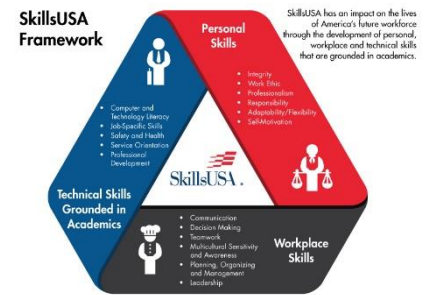 SkillsUSA
Framework
SkillsUSA has an impact on the lives
of America's future workforce
through the development of personal,
workplace and technical skills
that are grounded in academics.
Personal
Skills
• Integrity
• Work Ethic
• Professionalism
• Responsibility
• Adaptability/Flexibility
• Self-Motivation
• Computer and
Technology Literacy
• Job-Specific Skills
• Safety and Health
• Service Orientation
• Professional
Development
Technical Skills
Grounded in
Academics
SkillsUSA.
• Communication
• Decision Making
• Teamwork
• Multicultural Sensitivity
and Awareness
• Planning, Organizing
and Management
• Leadership
Workplace
Skills